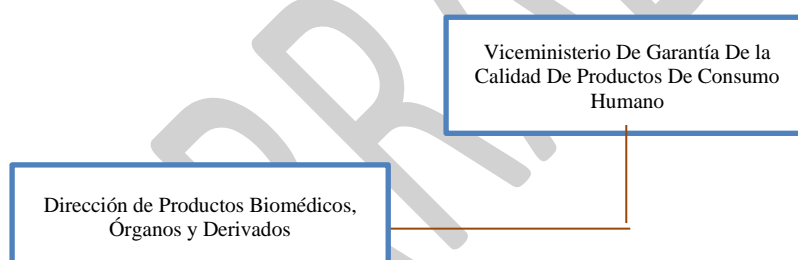 Viceministerio De Garantía De la
Calidad De Productos De Consumo
Humano
Dirección de Productos Biomédicos,
Órganos y Derivados